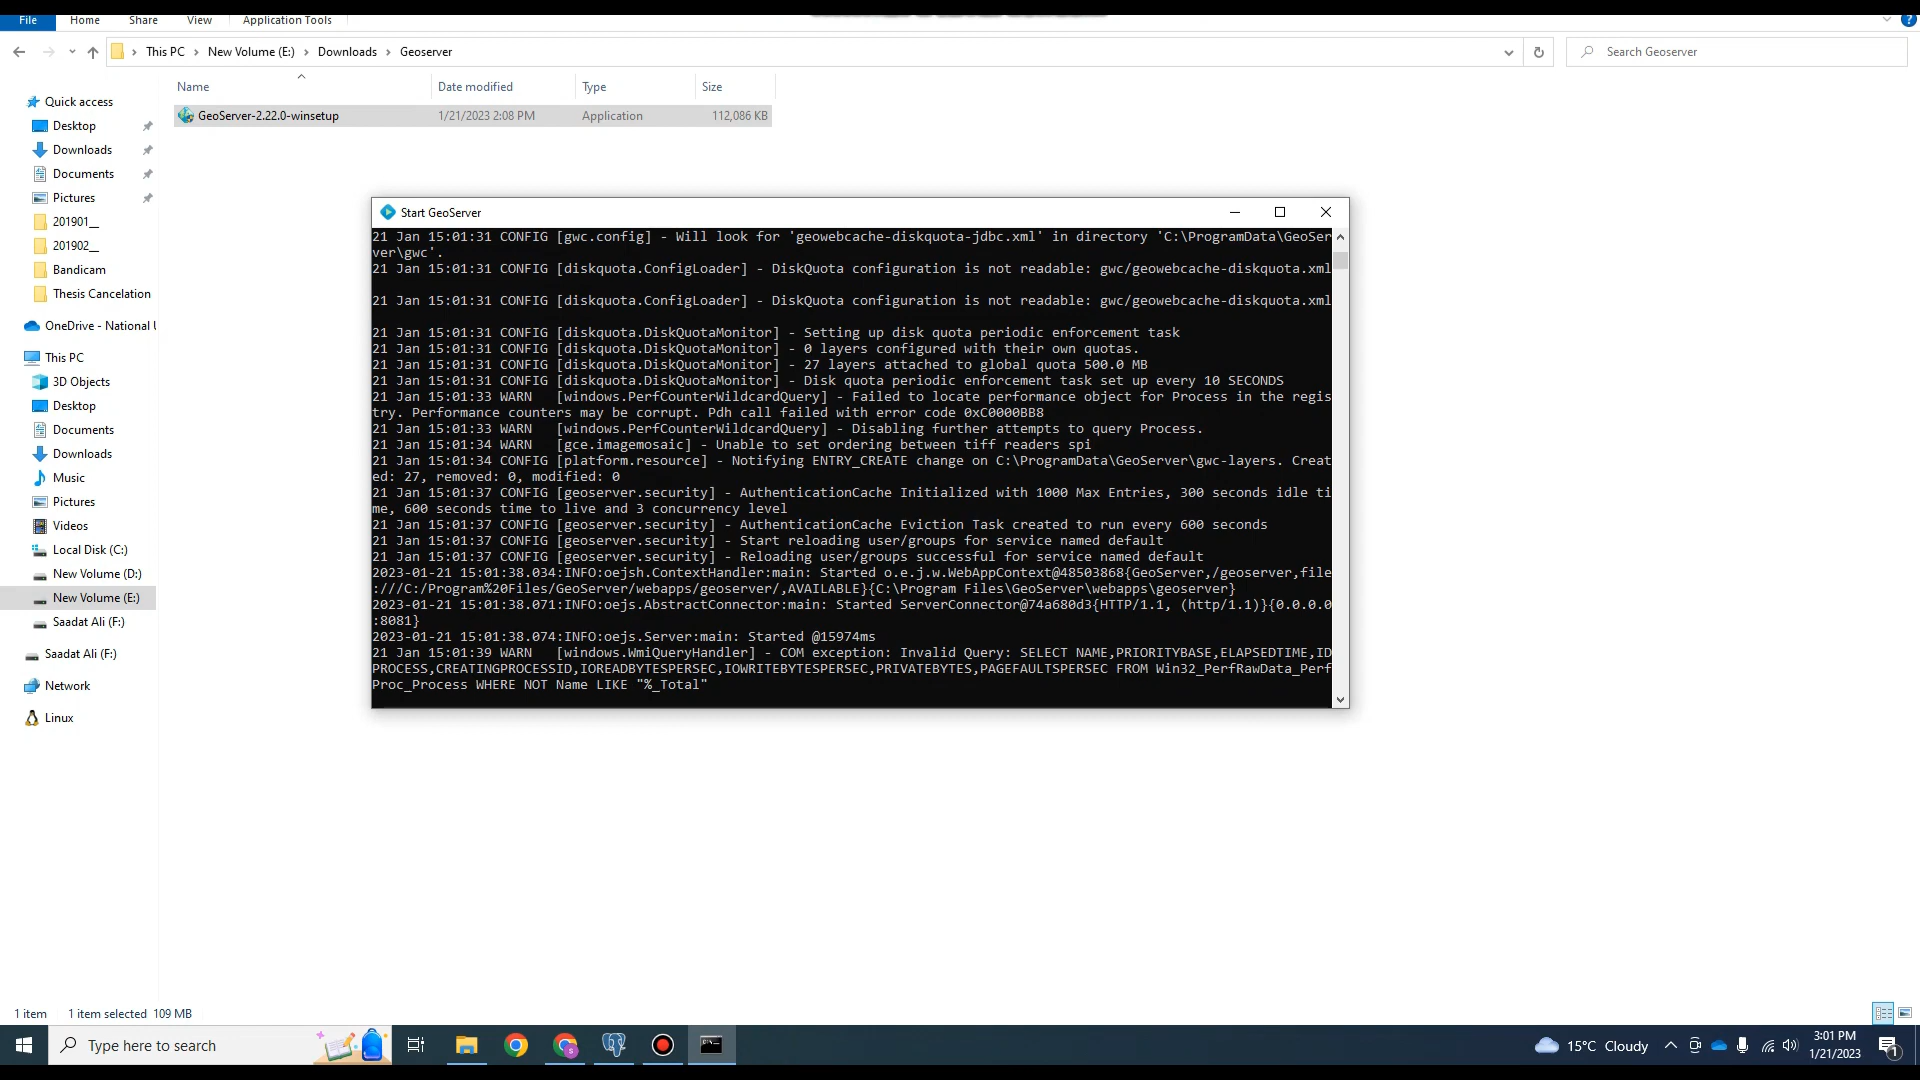 File Home Share View Application Tools
This PC > New Volume (E:) > Downloads > Geoserver
Search Geoserver
Name Date modified Type Size
GeoServer-2.22.0-winsetup 1/21/2023 2:08 PM Application 112,086 KB
Quick access
Desktop
Downloads
Documents
Pictures
201901__
201902__
Bandicam
Thesis Cancelation
OneDrive - National U
This PC
3D Objects
Desktop
Documents
Downloads
Music
Pictures
Videos
Local Disk (C:)
New Volume (D:)
New Volume (E:)
Saadat Ali (F:)
Saadat Ali (F:)
Network
Linux
Start GeoServer
21 Jan 15:01:31 CONFIG [gwc.config] - Will look for 'geowebcache-diskquota-jdbc.xml' in directory 'C:\ProgramData\GeoSer
ver\gwc'.
21 Jan 15:01:31 CONFIG [diskquota.ConfigLoader] - DiskQuota configuration is not readable: gwc/geowebcache-diskquota.xml
21 Jan 15:01:31 CONFIG [diskquota.ConfigLoader] - DiskQuota configuration is not readable: gwc/geowebcache-diskquota.xml
21 Jan 15:01:31 CONFIG [diskquota.DiskQuotaMonitor] - Setting up disk quota periodic enforcement task
21 Jan 15:01:31 CONFIG [diskquota.DiskQuotaMonitor] - 0 layers configured with their own quotas.
21 Jan 15:01:31 CONFIG [diskquota.DiskQuotaMonitor] - 27 layers attached to global quota 500.0 MB
21 Jan 15:01:31 CONFIG [diskquota.DiskQuotaMonitor] - Disk quota periodic enforcement task set up every 10 SECONDS
21 Jan 15:01:33 WARN [windows.PerfCounterWildcardQuery] - Failed to locate performance object for Process in the regis
try. Performance counters may be corrupt. Pdh call failed with error code 0xC0000BB8
21 Jan 15:01:33 WARN [windows.PerfCounterWildcardQuery] - Disabling further attempts to query Process.
21 Jan 15:01:34 WARN [gce.imagemosaic] - Unable to set ordering between tiff readers spi
21 Jan 15:01:34 CONFIG [platform.resource] - Notifying ENTRY_CREATE change on C:\ProgramData\GeoServer\gwc-layers. Creat
ed: 27, removed: 0, modified: 0
21 Jan 15:01:37 CONFIG [geoserver.security] - AuthenticationCache Initialized with 1000 Max Entries, 300 seconds idle ti
me, 600 seconds time to live and 3 concurrency level
21 Jan 15:01:37 CONFIG [geoserver.security] - AuthenticationCache Eviction Task created to run every 600 seconds
21 Jan 15:01:37 CONFIG [geoserver.security] - Start reloading user/groups for service named default
21 Jan 15:01:37 CONFIG [geoserver.security] - Reloading user/groups successful for service named default
2023-01-21 15:01:38.034:INFO:oejsh.ContextHandler:main: Started o.e.j.w.WebAppContext@48503868{GeoServer,/geoserver,file
:///C:/Program%20Files/GeoServer/webapps/geoserver/,AVAILABLE}{C:\Program Files\GeoServer\webapps\geoserver}
2023-01-21 15:01:38.071:INFO:oejs.AbstractConnector:main: Started ServerConnector@74a680d3{HTTP/1.1, (http/1.1)}{0.0.0.0
:8081}
2023-01-21 15:01:38.074:INFO:oejs.Server:main: Started @15974ms
21 Jan 15:01:39 WARN [windows.WmiQueryHandler] - COM exception: Invalid Query: SELECT NAME,PRIORITYBASE,ELAPSEDTIME,ID
PROCESS,CREATINGPROCESSID,IOREADBYTESPERSEC,IOWRITEBYTESPERSEC,PRIVATEBYTES,PAGEFAULTSPERSEC FROM Win32_PerfRawData_Perf
Proc_Process WHERE NOT Name LIKE "%_Total"
1 item 1 item selected 109 MB
Type here to search
15°C Cloudy
3:01 PM
1/21/2023
1